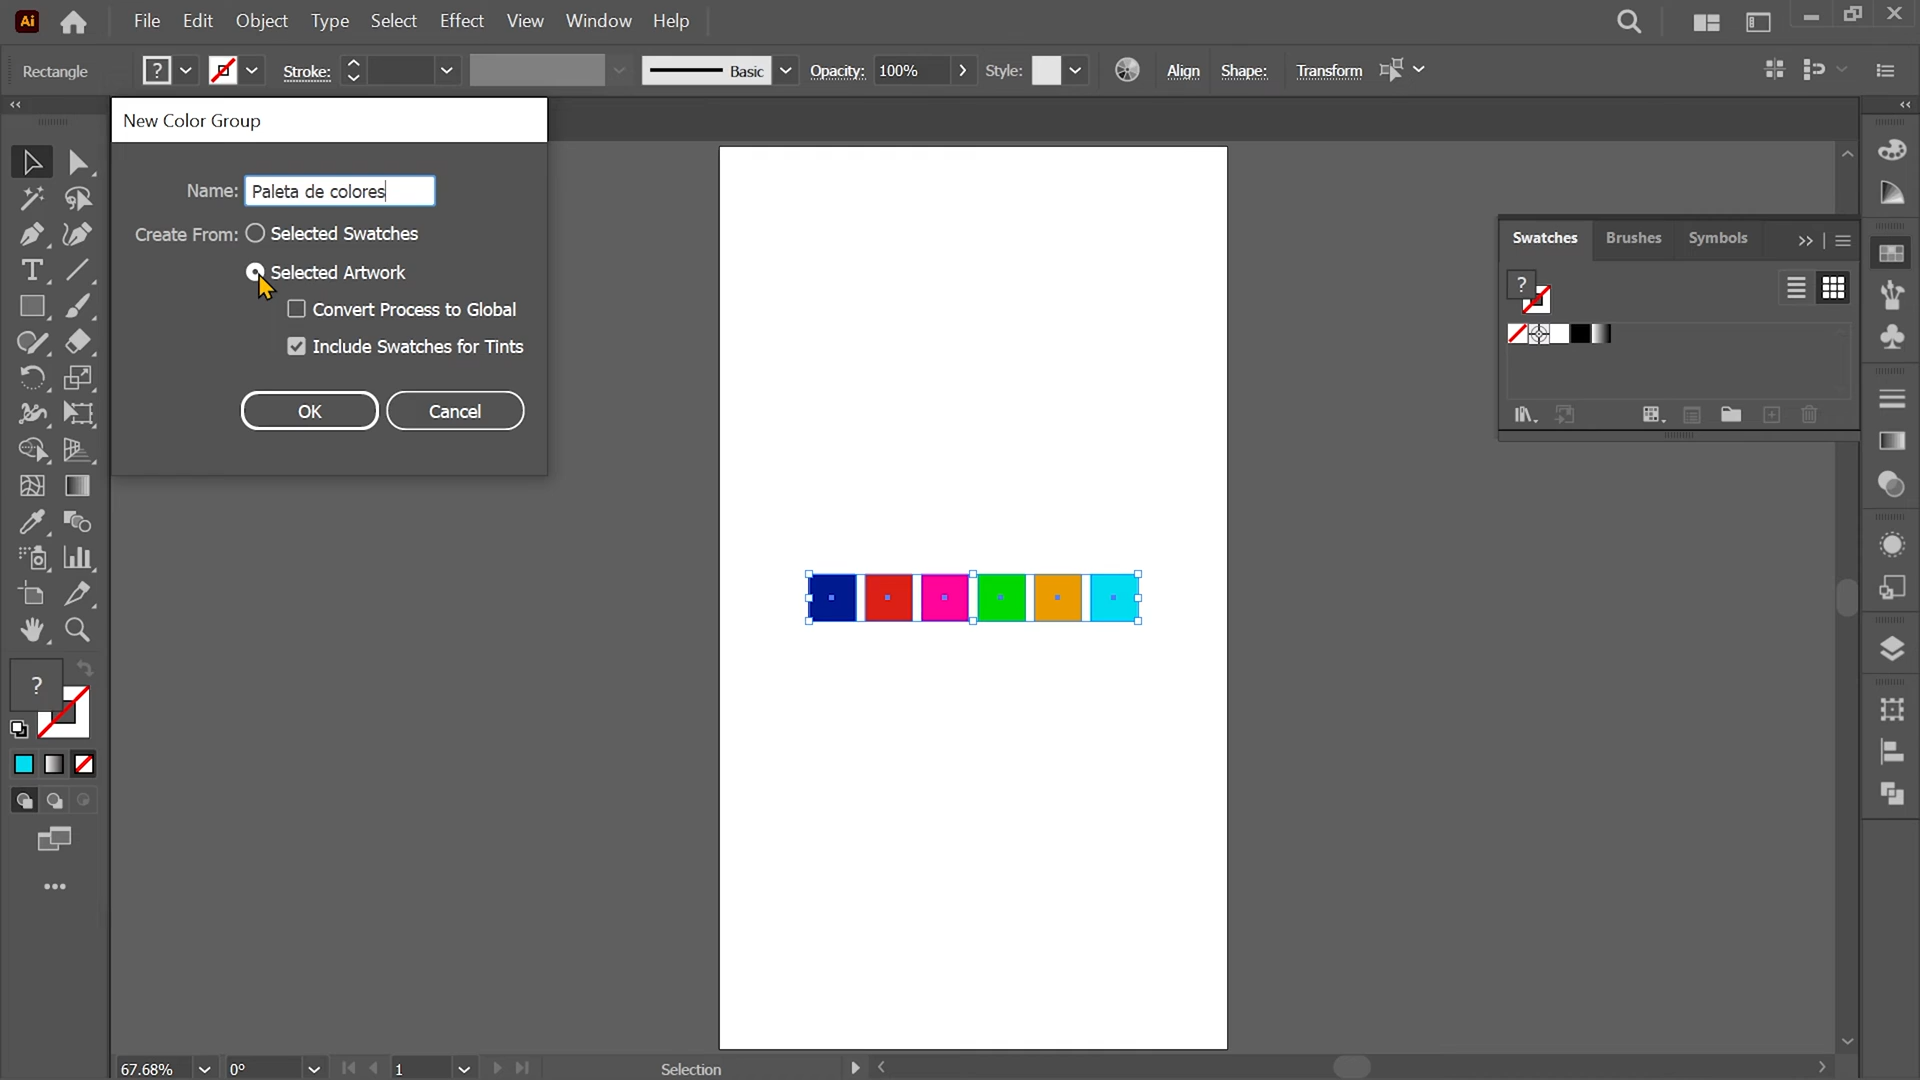 Ai
File Edit Object Type Select Effect View Window Help
Rectangle ? Stroke: Basic Opacity: 100% Style: Align Shape: Transform
New Color Group
Name: Paleta de colores
Create From: Selected Swatches
Selected Artwork
Convert Process to Global
Include Swatches for Tints
OK Cancel
Swatches Brushes Symbols
?
?
67.68% 0° 1 Selection